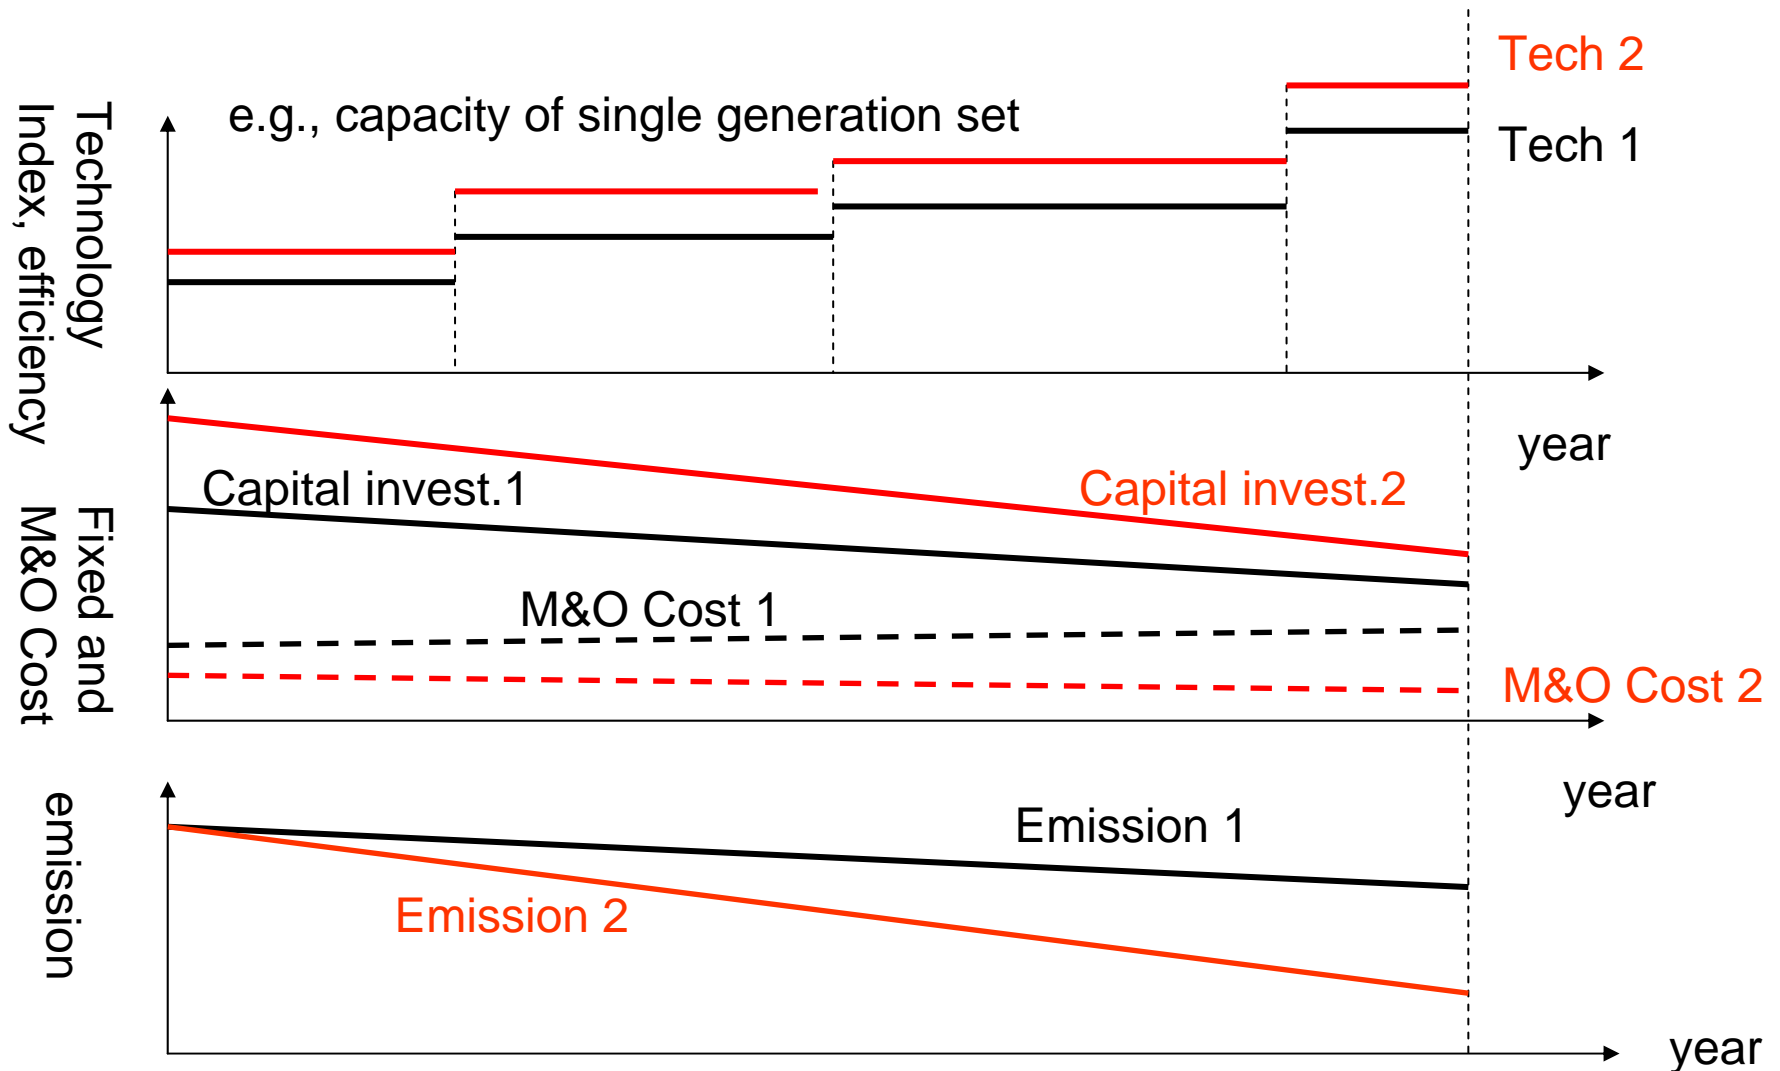 Tech 2
e.g., capacity of single generation set
Tech 1
Technology
Index, efficiency
year
Capital invest.1
Capital invest.2
Fixed and
M&O Cost
M&O Cost 1
M&O Cost 2
year
emission
Emission 1
Emission 2
year